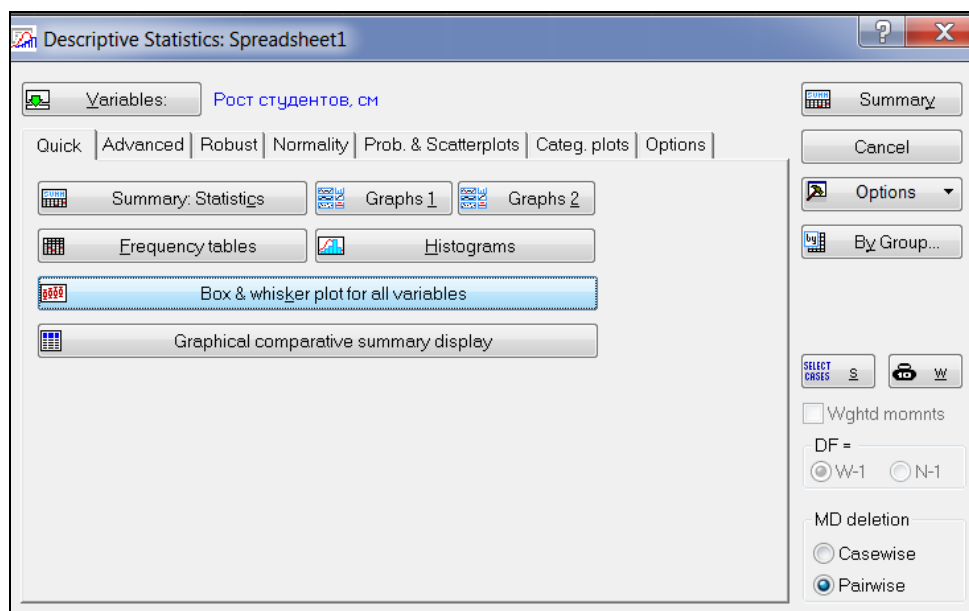 Descriptive Statistics: Spreadsheet1
? X
Variables: Рост студентов, см
Summary
Quick Advanced Robust Normality Prob. & Scatterplots Categ. plots Options
Cancel
Summary: Statistics Graphs 1 Graphs 2
Options
Frequency tables Histograms
By Group...
Box & whisker plot for all variables
Graphical comparative summary display
SELECT CASES S W
Wghtd momnts
DF =
W-1 N-1
MD deletion
Casewise
Pairwise